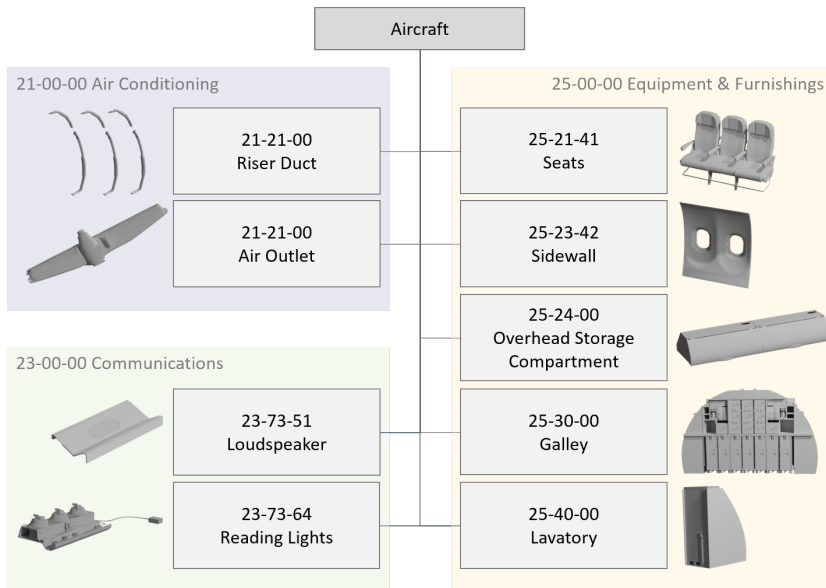 Aircraft
21-00-00 Air Conditioning
21-21-00
Riser Duct
21-21-00
Air Outlet
23-00-00 Communications
23-73-51
Loudspeaker
23-73-64
Reading Lights
25-00-00 Equipment & Furnishings
25-21-41
Seats
25-23-42
Sidewall
25-24-00
Overhead Storage
Compartment
25-30-00
Galley
25-40-00
Lavatory